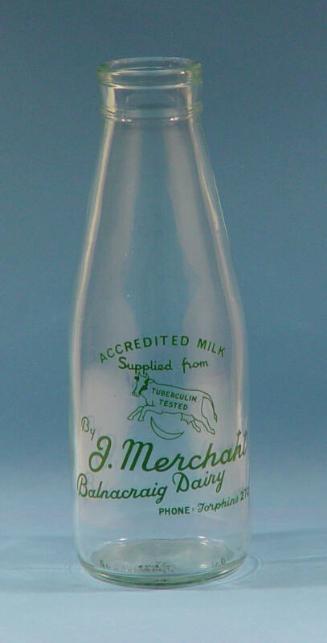 ACCREDITED MILK
Supplied from
TUBERCULIN
TESTED
By
J. Merchant
Balnacraig Dairy
PHONE: Torphins